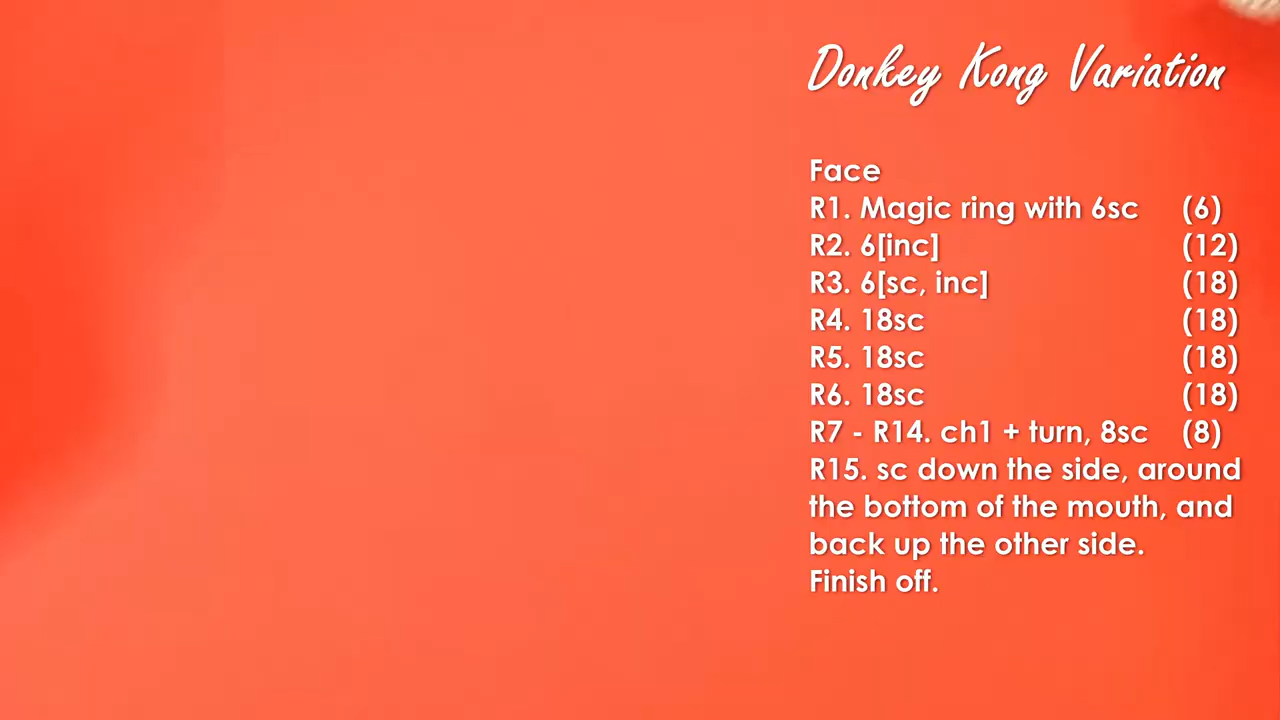 Donkey Kong Variation
Face
R1. Magic ring with 6sc (6)
R2. 6[inc] (12)
R3. 6[sc, inc] (18)
R4. 18sc (18)
R5. 18sc (18)
R6. 18sc (18)
R7 - R14. ch1 + turn, 8sc (8)
R15. sc down the side, around
the bottom of the mouth, and
back up the other side.
Finish off.